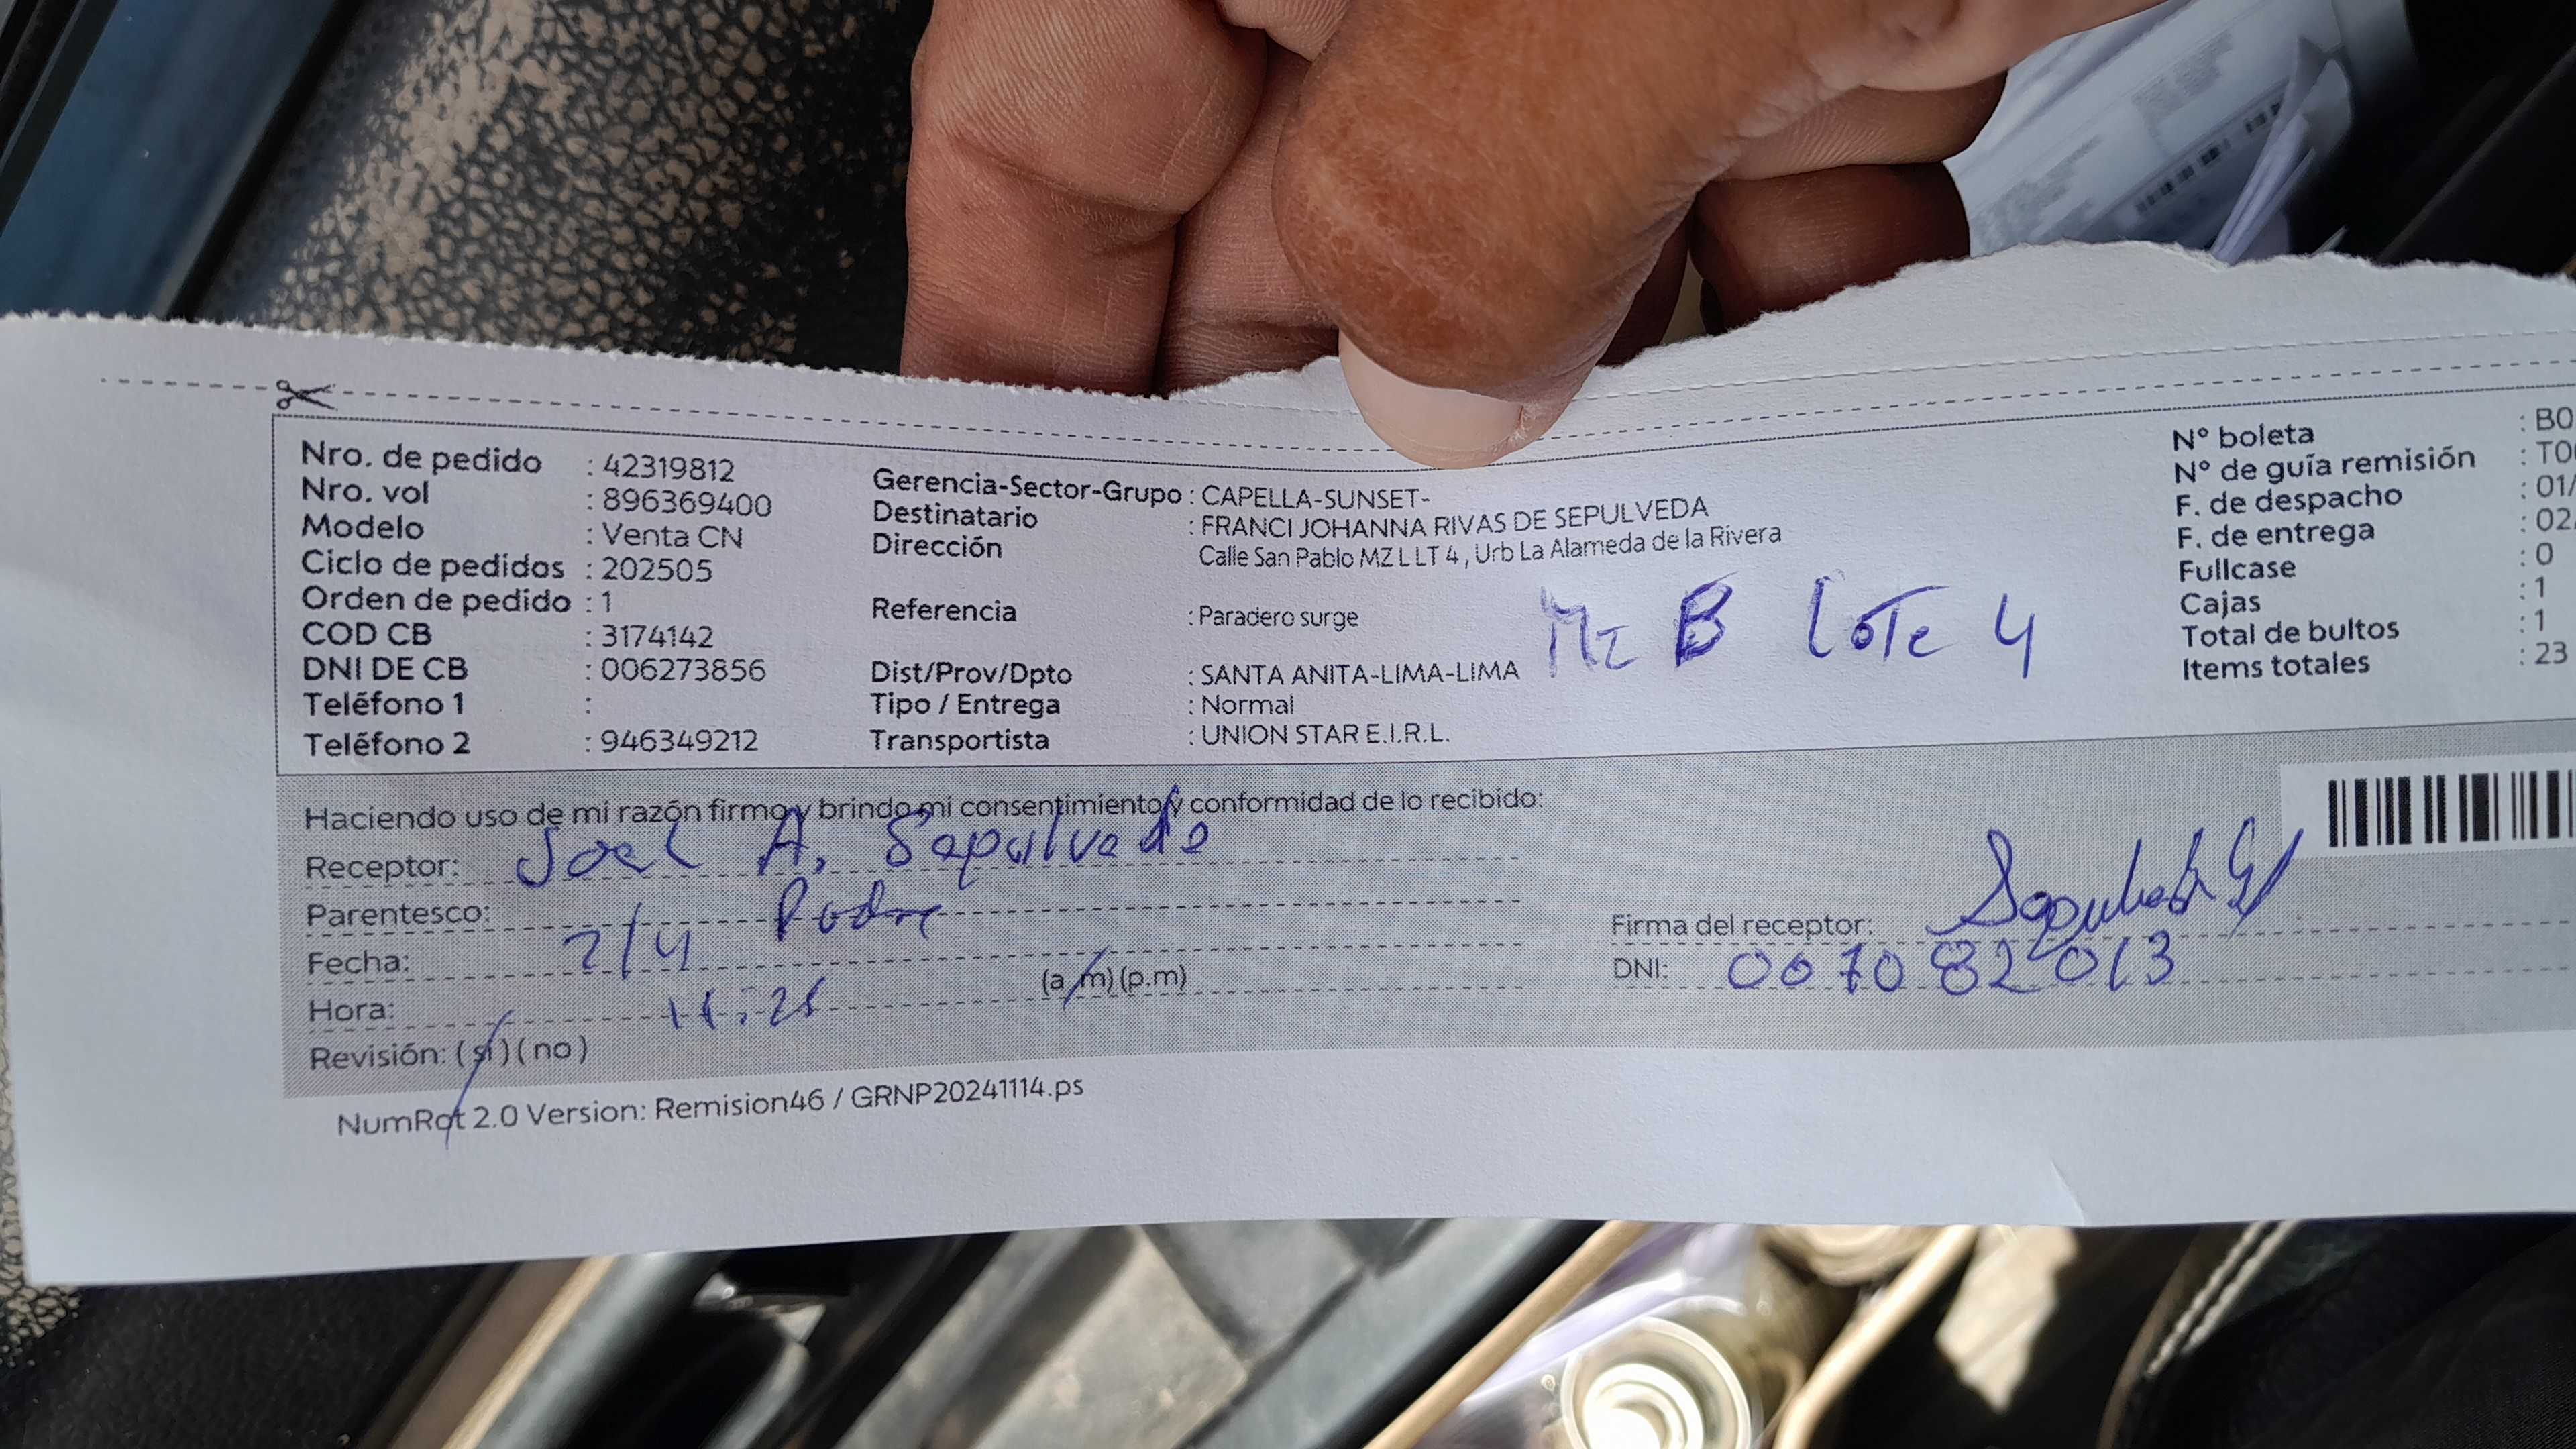 Nro. de pedido : 42319812
Nro. vol : 896369400
Modelo : Venta CN
Ciclo de pedidos : 202505
Orden de pedido : 1
COD CB : 3174142
DNI DE CB : 006273856
Teléfono 1 :
Teléfono 2 : 946349212
Gerencia-Sector-Grupo : CAPELLA-SUNSET-
Destinatario : FRANCI JOHANNA RIVAS DE SEPULVEDA
Dirección : Calle San Pablo MZ L LT 4 , Urb La Alameda de la Rivera
Referencia : Paradero surge
Mz B Lote 4
Dist/Prov/Dpto : SANTA ANITA-LIMA-LIMA
Tipo / Entrega : Normal
Transportista : UNION STAR E.I.R.L.
N° boleta : B0
N° de guía remisión : T0
F. de despacho : 01/
F. de entrega : 02
Fullcase : 0
Cajas : 1
Total de bultos : 1
Items totales : 23
Haciendo uso de mi razón firmo y brindo mi consentimiento y conformidad de lo recibido:
Receptor: Joel A. Sepulveda
Parentesco: Padre
Fecha: 2/4
Hora: (a.m) (p.m)
Revisión: ( si ) ( no )
Firma del receptor:
DNI: 007082013
NumRot 2.0 Version: Remision46 / GRNP20241114.ps